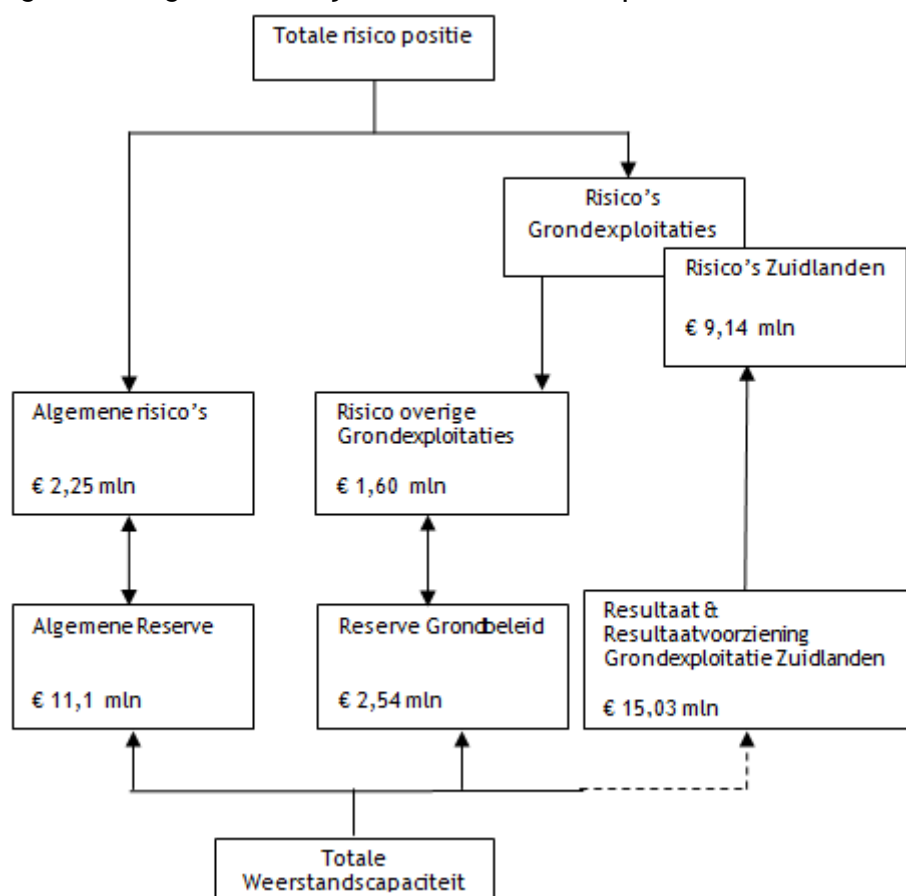 Totale risico positie
Risico's
Grondexploitaties
Risico's Zuidlanden
€ 9,14 mln
Algemene risico's
€ 2,25 mln
Risico overige
Grondexploitaties
€ 1,60 mln
Algemene Reserve
€ 11,1 mln
Reserve Grondbeleid
€ 2,54 mln
Resultaat &
Resultaatvoorziening
Grondexploitatie Zuidlanden
€ 15,03 mln
Totale
Weerstandscapaciteit